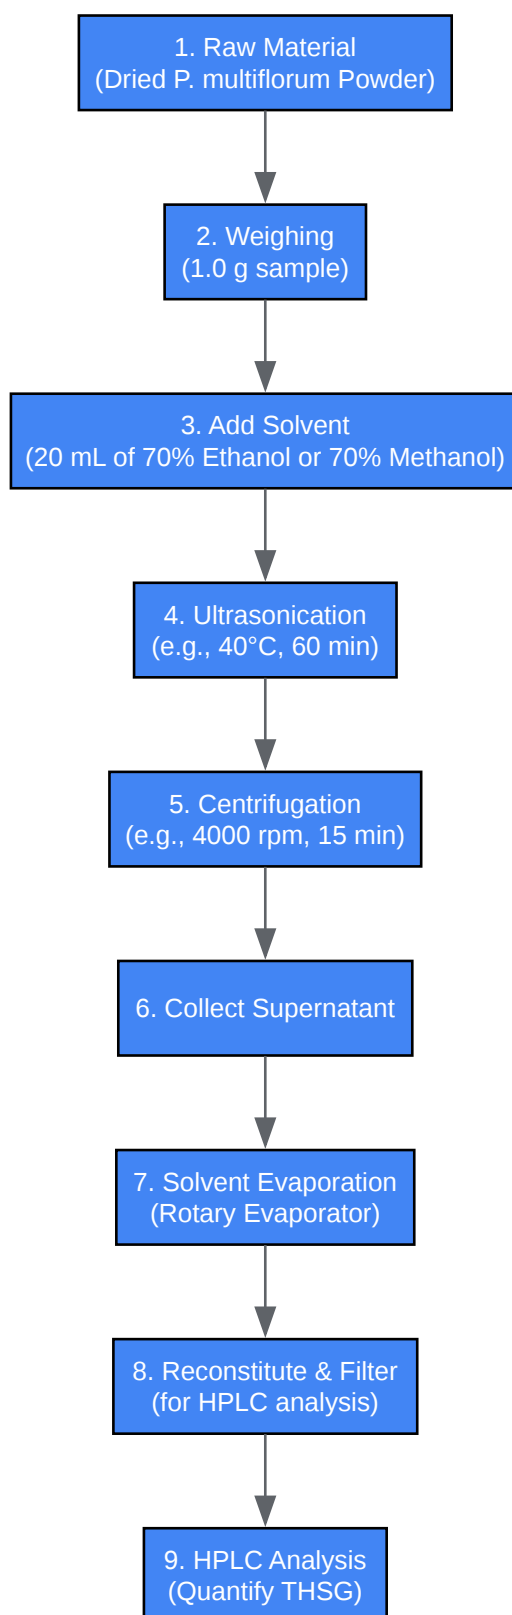 1. Raw Material
(Dried P. multiflorum Powder)
2. Weighing
(1.0 g sample)
3. Add Solvent
(20 mL of 70% Ethanol or 70% Methanol)
4. Ultrasonication
(e.g., 40°C, 60 min)
5. Centrifugation
(e.g., 4000 rpm, 15 min)
6. Collect Supernatant
7. Solvent Evaporation
(Rotary Evaporator)
8. Reconstitute & Filter
(for HPLC analysis)
9. HPLC Analysis
(Quantify THSG)